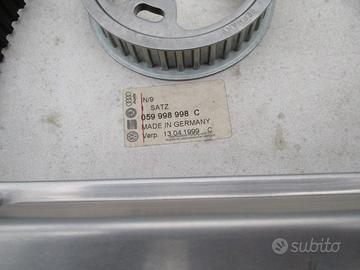 N/9
1 SATZ
059 998 998 C
MADE IN GERMANY
Verp. 13.04.1999 C
subito